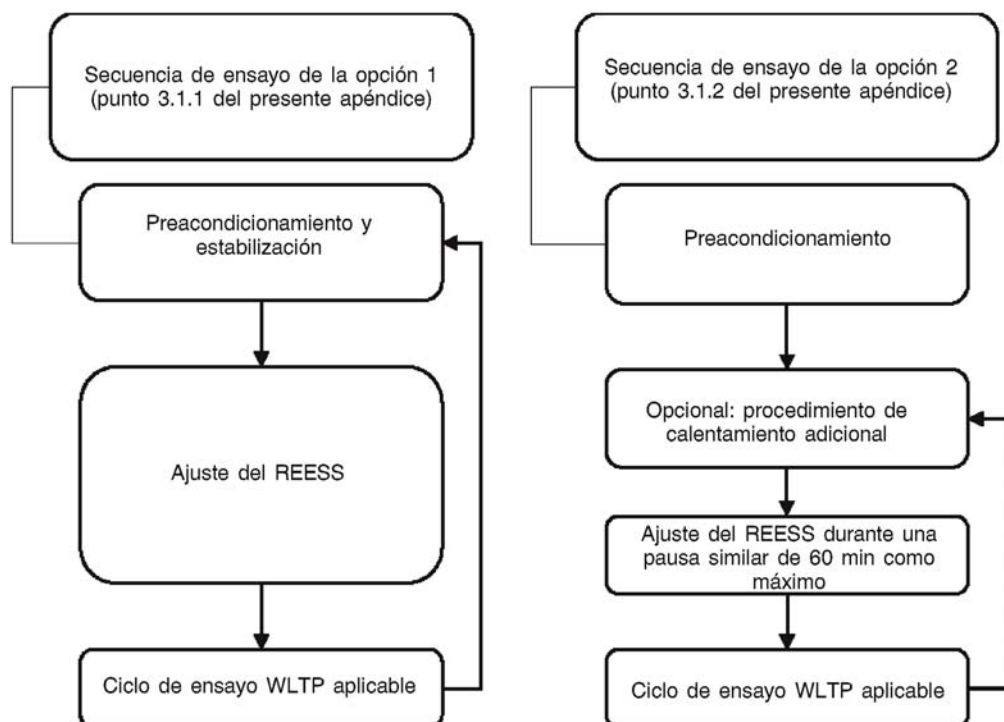 Secuencia de ensayo de la opción 1
(punto 3.1.1 del presente apéndice)
Preacondicionamiento y
estabilización
Ajuste del REESS
Ciclo de ensayo WLTP aplicable
Secuencia de ensayo de la opción 2
(punto 3.1.2 del presente apéndice)
Preacondicionamiento
Opcional: procedimiento de
calentamiento adicional
Ajuste del REESS durante una
pausa similar de 60 min como
máximo
Ciclo de ensayo WLTP aplicable